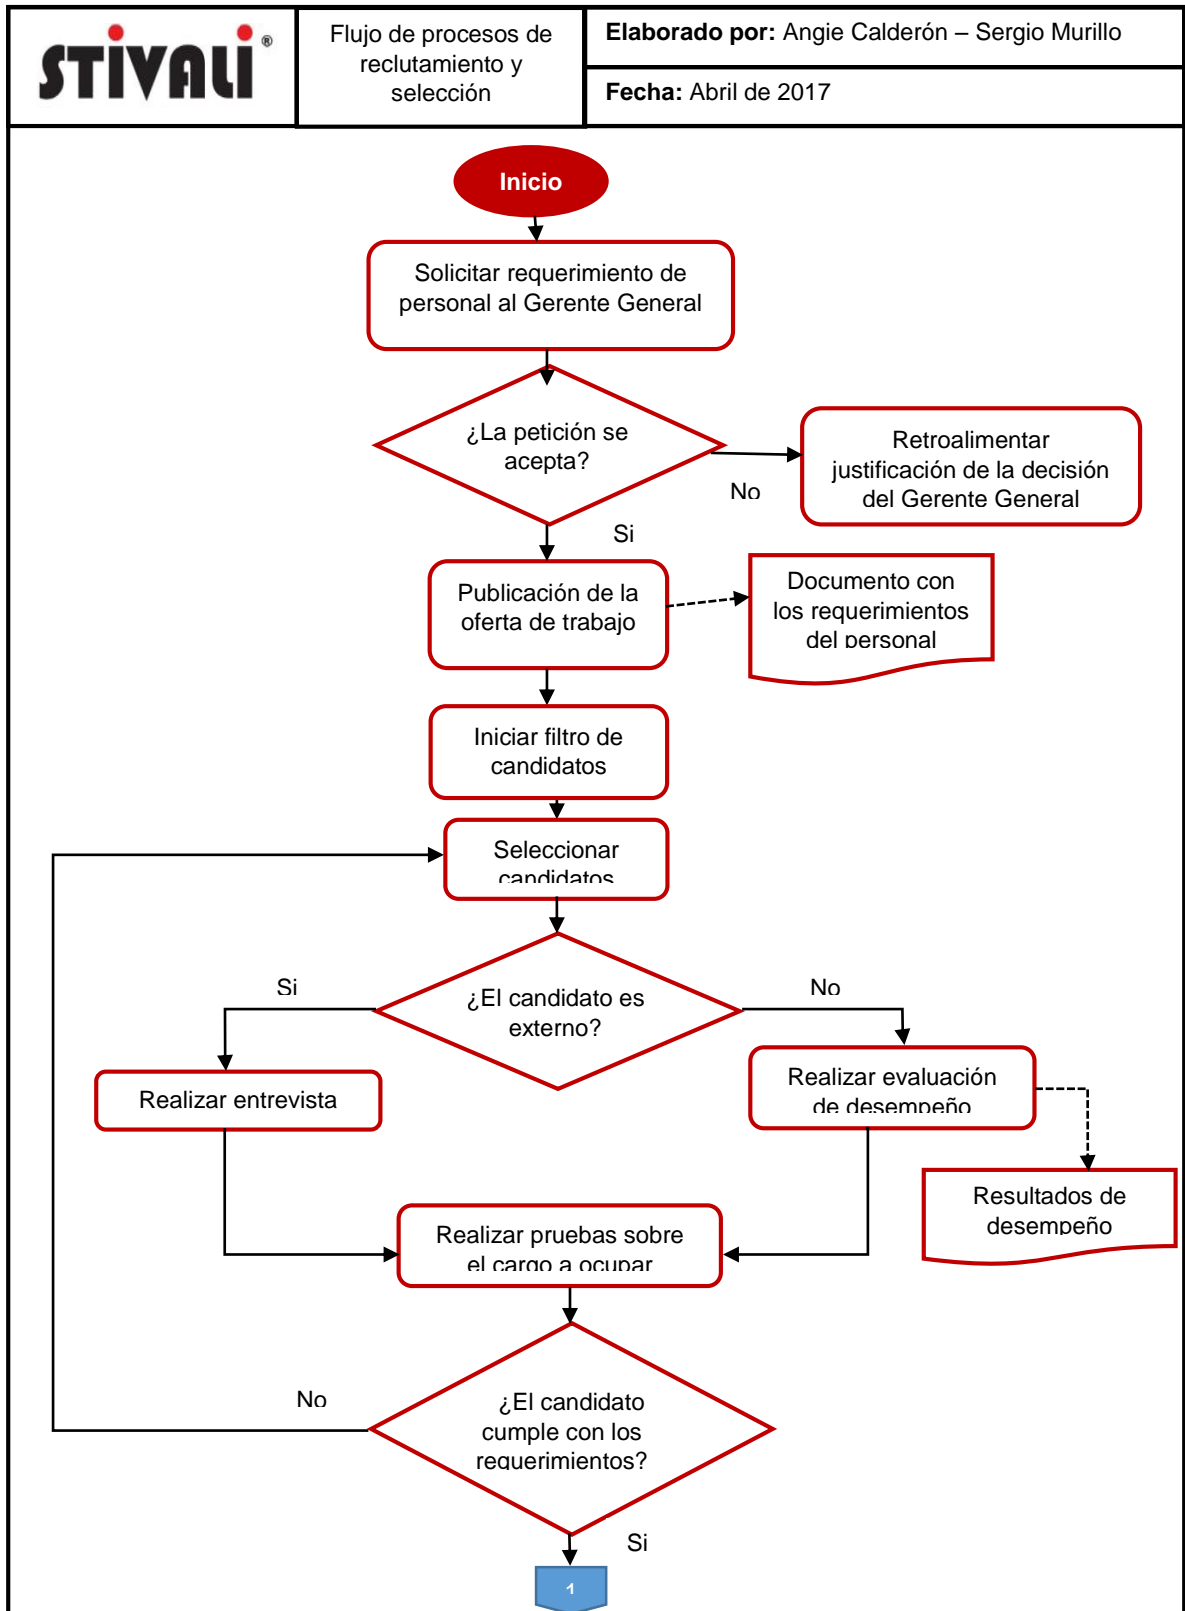 STIVALI®
Flujo de procesos de
reclutamiento y
selección
Elaborado por: Angie Calderón – Sergio Murillo
Fecha: Abril de 2017
Inicio
Solicitar requerimiento de
personal al Gerente General
¿La petición se
acepta?
No
Retroalimentar
justificación de la decisión
del Gerente General
Si
Publicación de la
oferta de trabajo
Documento con
los requerimientos
del personal
Iniciar filtro de
candidatos
Seleccionar
candidatos
¿El candidato es
externo?
Si
No
Realizar entrevista
Realizar evaluación
de desempeño
Resultados de
desempeño
Realizar pruebas sobre
el cargo a ocupar
¿El candidato
cumple con los
requerimientos?
No
Si
1